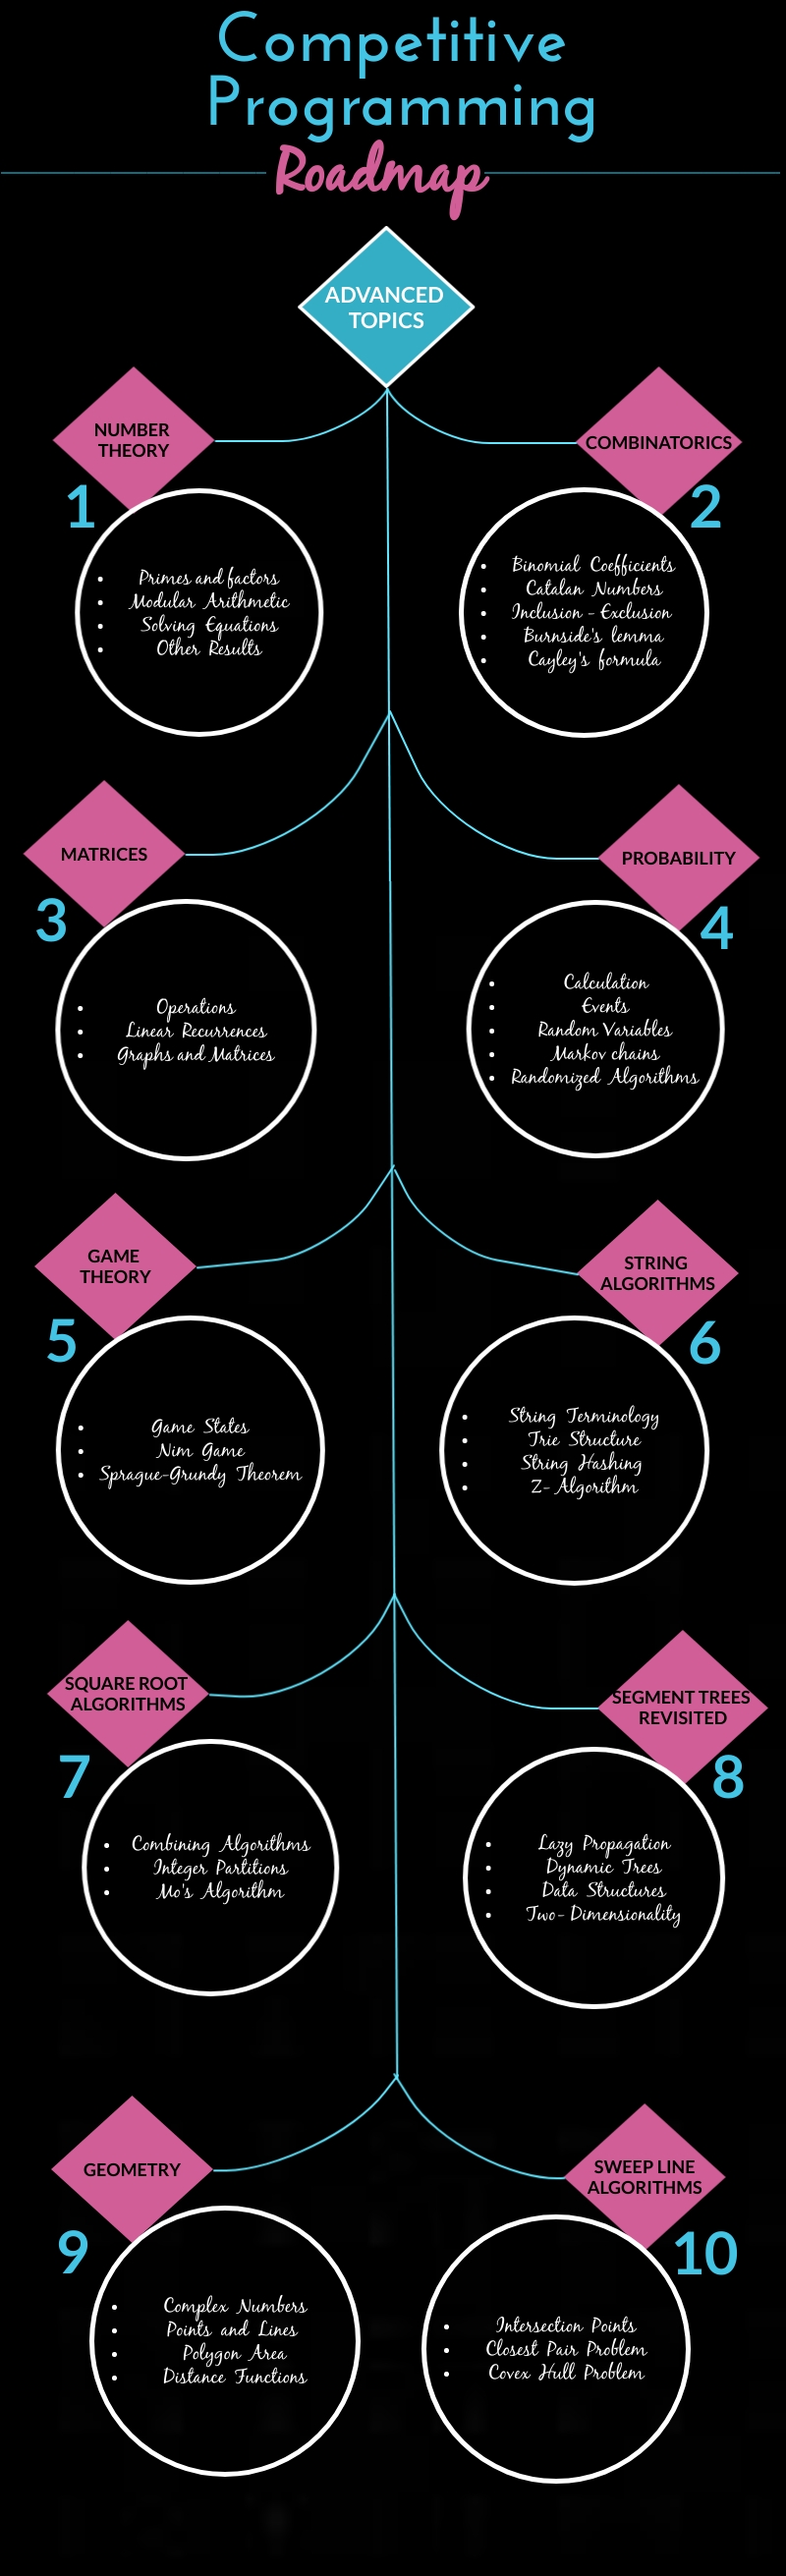 Competitive
Programming
Roadmap
ADVANCED
TOPICS
NUMBER
THEORY
1
• Primes and factors
• Modular Arithmetic
• Solving Equations
• Other Results
COMBINATORICS
2
• Binomial Coefficients
• Catalan Numbers
• Inclusion - Exclusion
• Burnside's lemma
• Cayley's formula
MATRICES
3
• Operations
• Linear Recurrences
• Graphs and Matrices
PROBABILITY
4
• Calculation
• Events
• Random Variables
• Markov chains
• Randomized Algorithms
GAME
THEORY
5
• Game States
• Nim Game
• Sprague-Grundy Theorem
STRING
ALGORITHMS
6
• String Terminology
• Trie Structure
• String Hashing
• Z- Algorithm
SQUARE ROOT
ALGORITHMS
7
• Combining Algorithms
• Integer Partitions
• Mo's Algorithm
SEGMENT TREES
REVISITED
8
• Lazy Propagation
• Dynamic Trees
• Data Structures
• Two- Dimensionality
GEOMETRY
9
• Complex Numbers
• Points and Lines
• Polygon Area
• Distance Functions
SWEEP LINE
ALGORITHMS
10
• Intersection Points
• Closest Pair Problem
• Covex Hull Problem